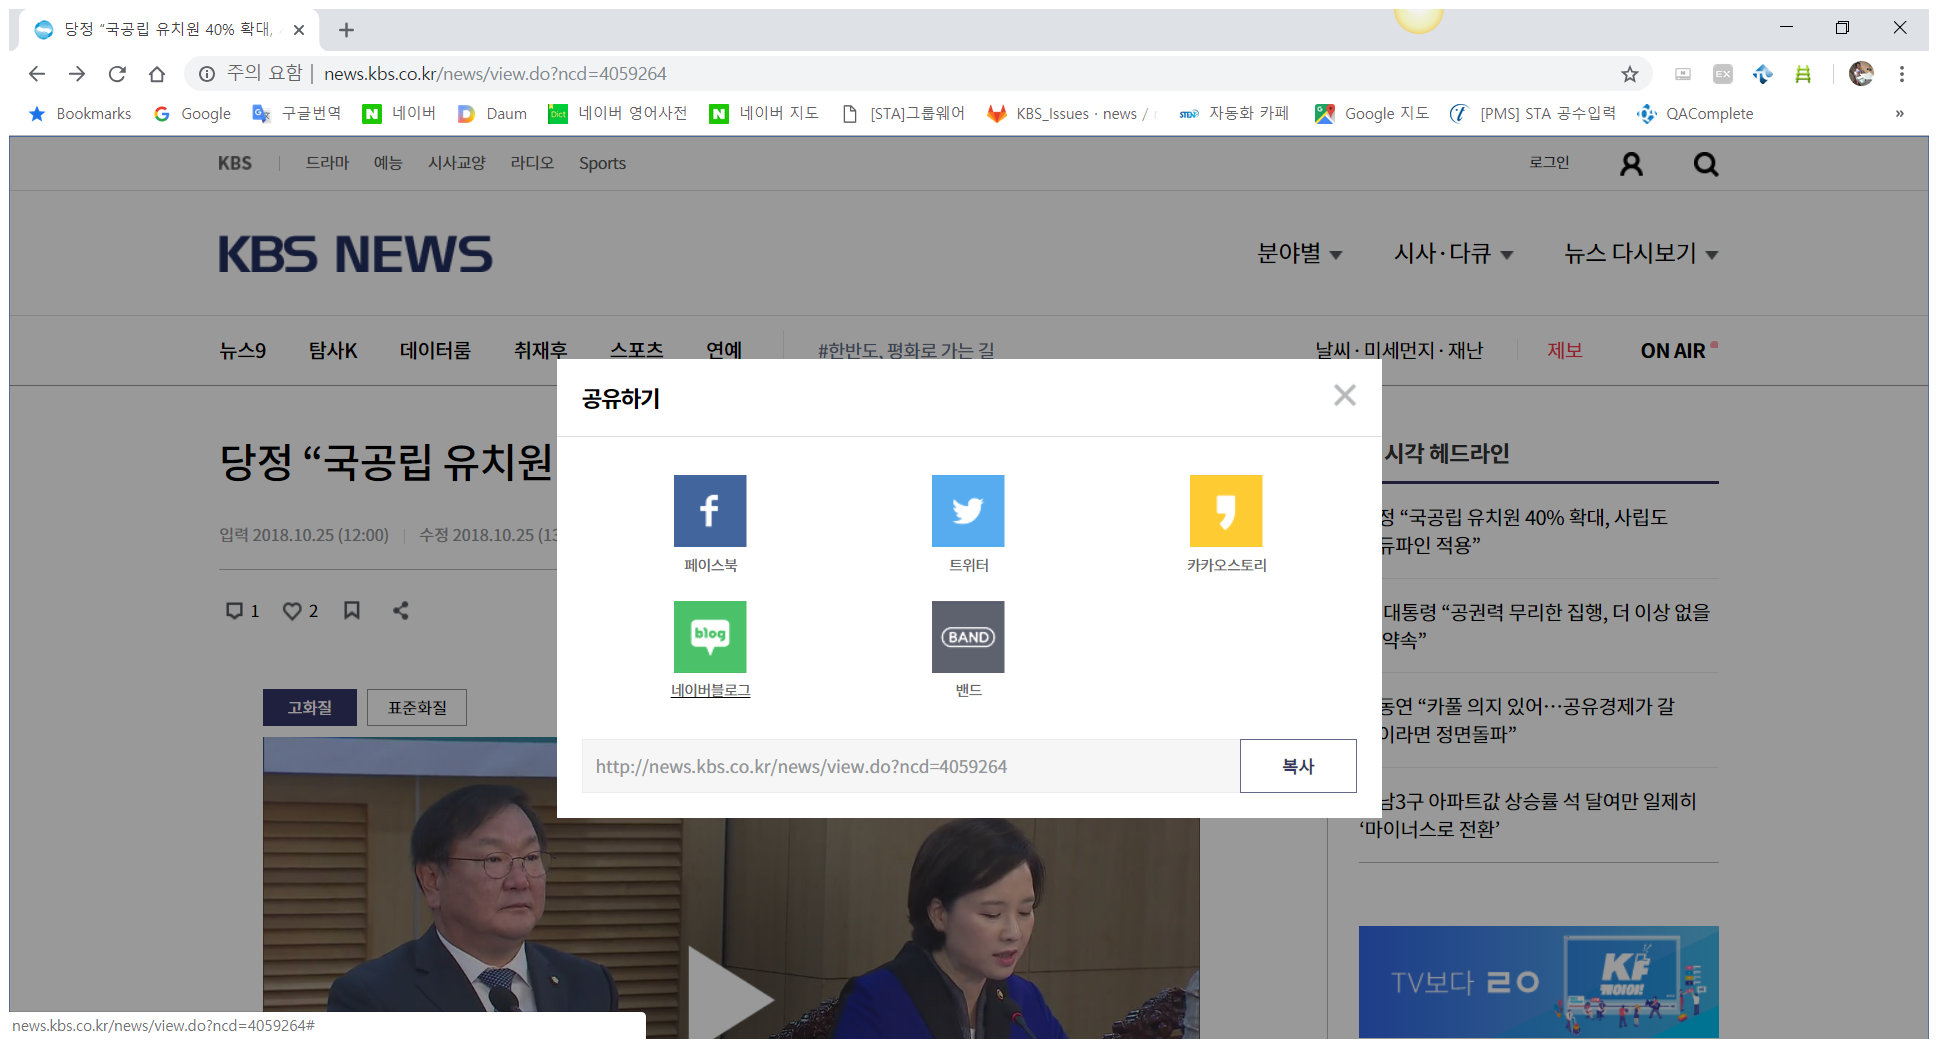 당정 “국공립 유치원 40% 확대,
주의 요함 | news.kbs.co.kr/news/view.do?ncd=4059264
EX
Bookmarks Google 구글번역 네이버 Daum 네이버 영어사전 네이버 지도 [STA]그룹웨어 KBS_Issues · news / 자동화 카페 Google 지도 [PMS] STA 공수입력 QAComplete »
KBS 드라마 예능 시사교양 라디오 Sports 로그인
KBS NEWS 분야별 시사·다큐 뉴스 다시보기
뉴스9 탐사K 데이터룸 취재후 스포츠 연예 #한반도, 평화로 가는 길 날씨·미세먼지·재난 제보 ON AIR
공유하기
당정 “국공립 유치원
입력 2018.10.25 (12:00) 수정 2018.10.25 (13
1 2
고화질 표준화질
페이스북 트위터 카카오스토리
blog BAND
네이버블로그 밴드
http://news.kbs.co.kr/news/view.do?ncd=4059264 복사
시각 헤드라인
정 “국공립 유치원 40% 확대, 사립도
듀파인 적용”
대통령 “공권력 무리한 집행, 더 이상 없을
약속”
동연 “카풀 의지 있어…공유경제가 갈
이라면 정면돌파”
남3구 아파트값 상승률 석 달여만 일제히
‘마이너스로 전환’
TV보다 ㄹㅇ
KF
케이야!
news.kbs.co.kr/news/view.do?ncd=4059264#